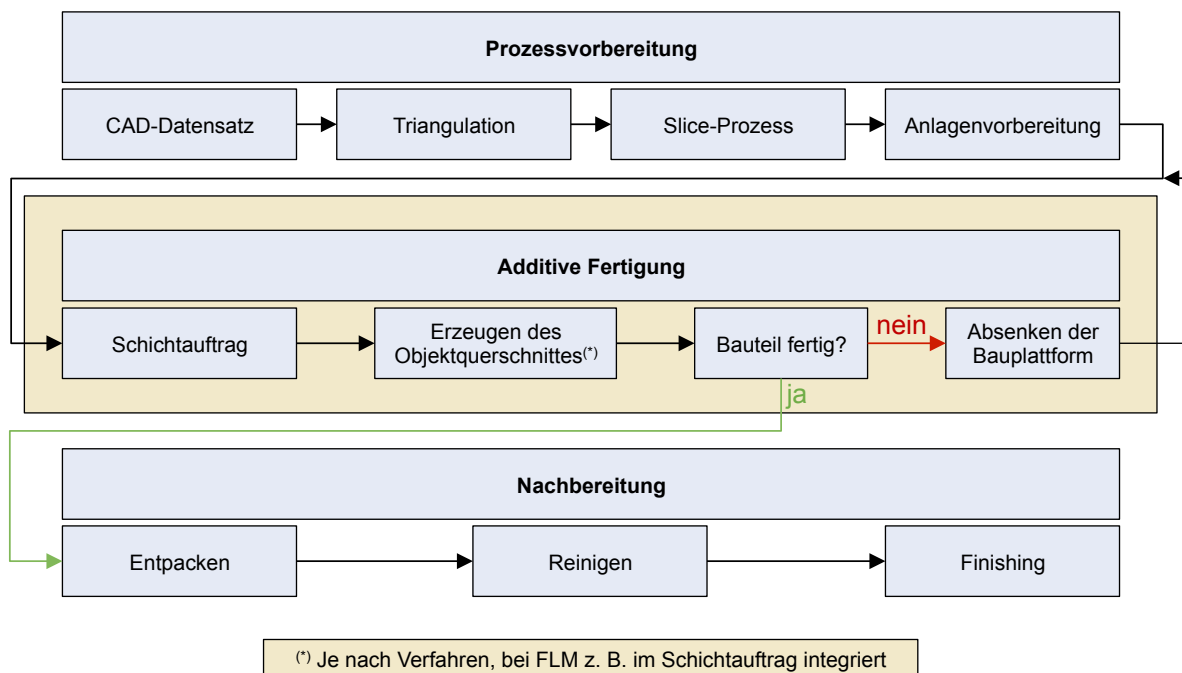 Prozessvorbereitung
CAD-Datensatz
Triangulation
Slice-Prozess
Anlagenvorbereitung
Additive Fertigung
Schichtauftrag
Erzeugen des
Objektquerschnittes(*)
Bauteil fertig?
nein
Absenken der
Bauplattform
ja
Nachbereitung
Entpacken
Reinigen
Finishing
(*) Je nach Verfahren, bei FLM z. B. im Schichtauftrag integriert